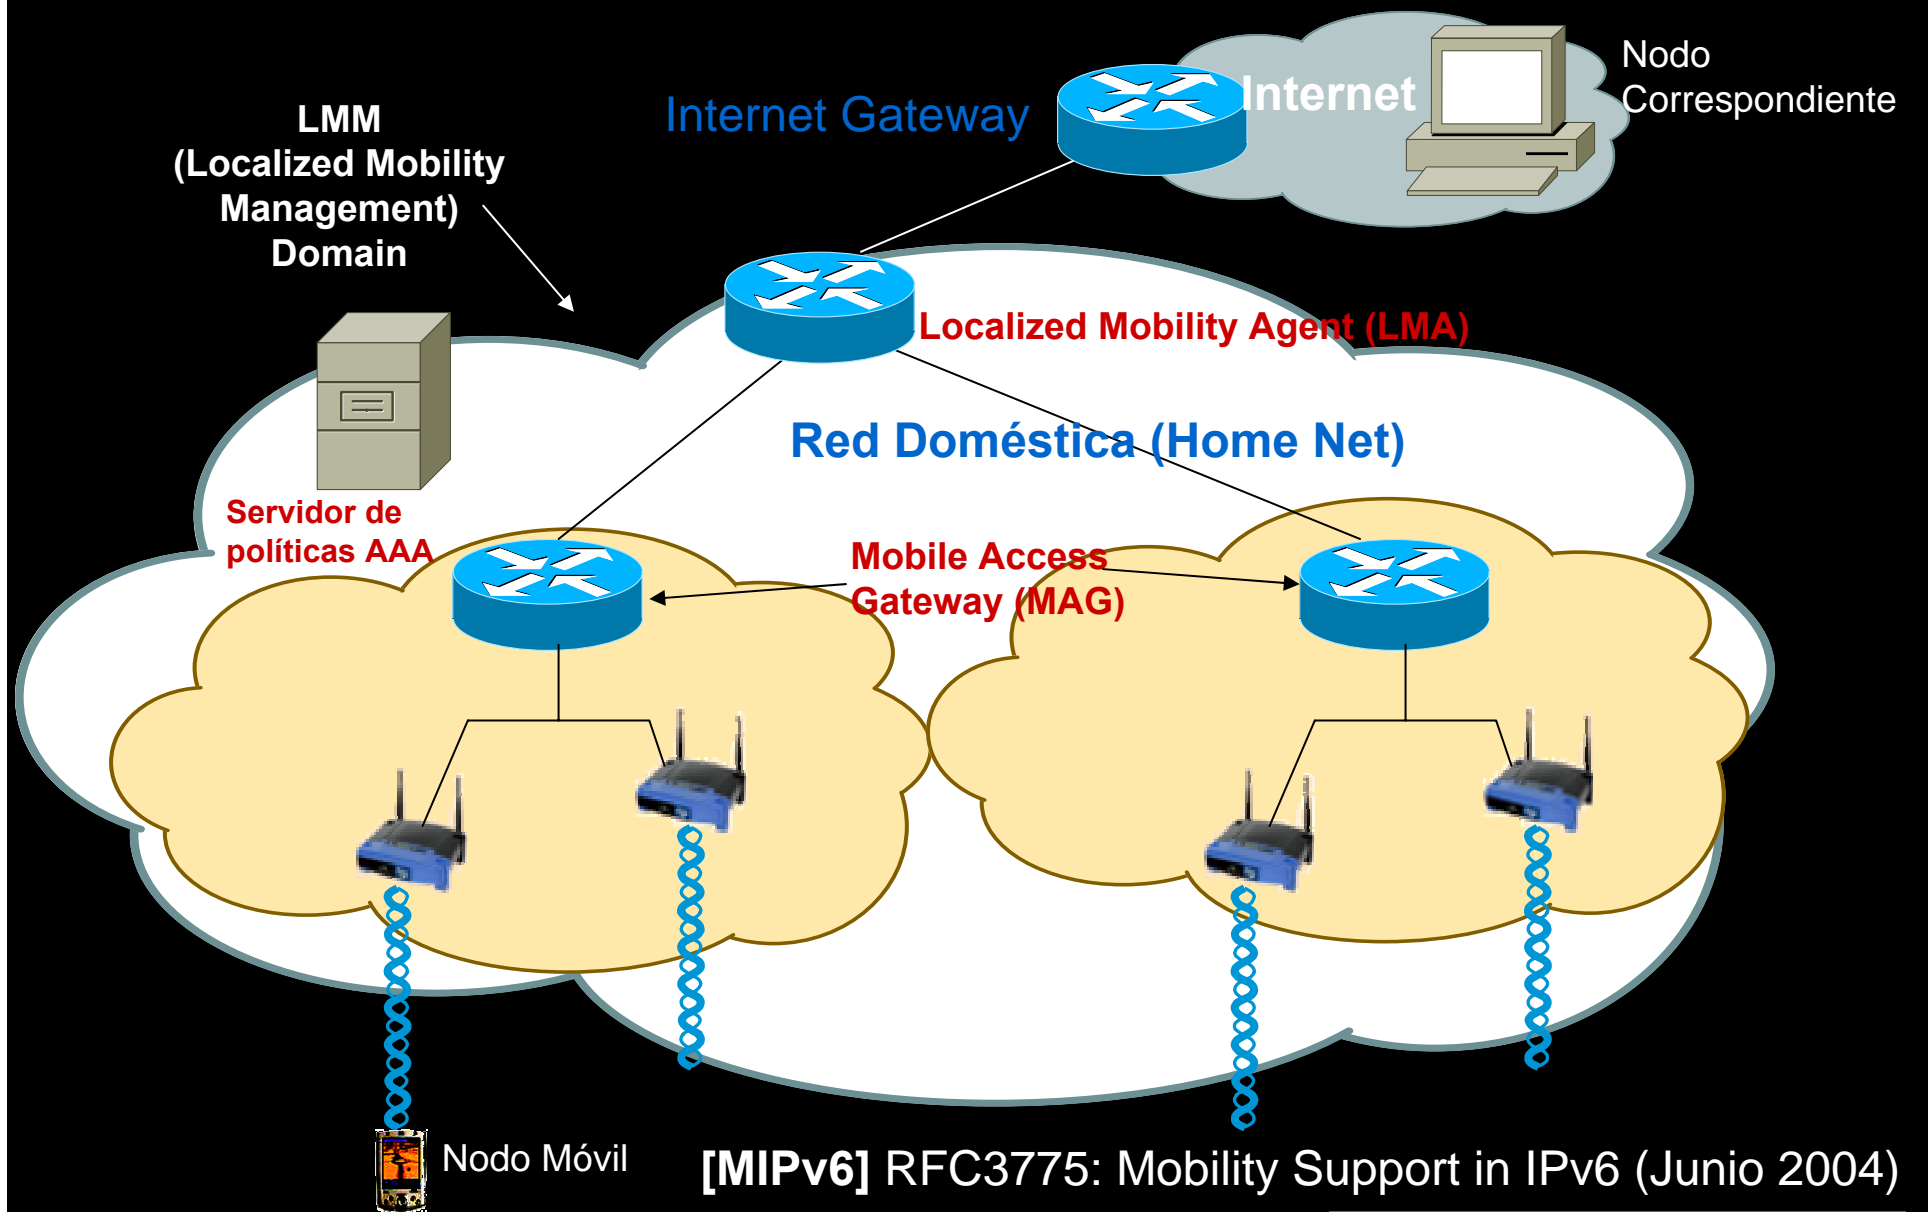 Nodo
Correspondiente
Internet
Internet Gateway
LMM
(Localized Mobility
Management)
Domain
Localized Mobility Agent (LMA)
Red Doméstica (Home Net)
Servidor de
políticas AAA
Mobile Access
Gateway (MAG)
Nodo Móvil
[MIPv6] RFC3775: Mobility Support in IPv6 (Junio 2004)